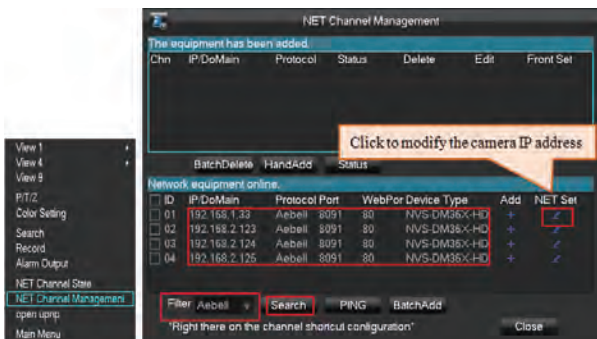 NET Channel Management
The equipment has been added.
Chn IP/DoMain Protocol Status Delete Edit Front Set
Click to modify the camera IP address
BatchDelete HandAdd Status
Network equipment online.
ID IP/DoMain Protocol Port WebPor Device Type Add NET Set
01 192.168.1.33 Aebell 8091 80 NVS-DM36X-HD +
02 192.168.2.123 Aebell 8091 80 NVS-DM36X-HD +
03 192.168.2.124 Aebell 8091 80 NVS-DM36X-HD +
04 192.168.2.125 Aebell 8091 80 NVS-DM36X-HD +
Filter Aebell Search PING BatchAdd
"Right there on the channel shortcut configuration" Close
View 1
View 4
View 9
P/T/Z
Color Setting
Search
Record
Alarm Output
NET Channel State
NET Channel Management
open upnp
Main Menu